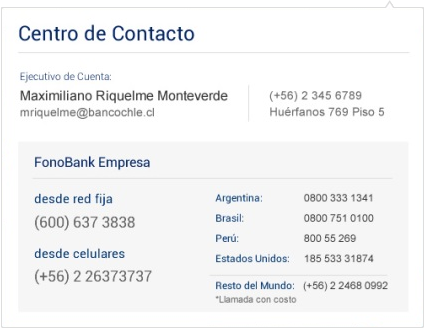 Centro de Contacto
Ejecutivo de Cuenta:
Maximiliano Riquelme Monteverde
mriquelme@bancochle.cl
(+56) 2 345 6789
Huérfanos 769 Piso 5
FonoBank Empresa
desde red fija
(600) 637 3838
desde celulares
(+56) 2 26373737
Argentina: 0800 333 1341
Brasil: 0800 751 0100
Perú: 800 55 269
Estados Unidos: 185 533 31874
Resto del Mundo: (+56) 2 2468 0992
*Llamada con costo